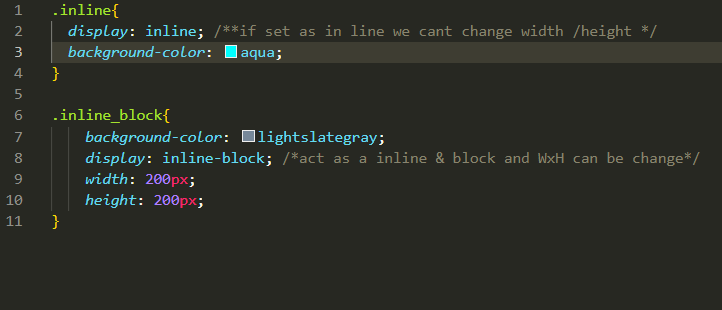 1 .inline{
2 display: inline; /**if set as in line we cant change width /height */
3 background-color: aqua;
4 }
5
6 .inline_block{
7 background-color: lightslategray;
8 display: inline-block; /*act as a inline & block and WxH can be change*/
9 width: 200px;
10 height: 200px;
11 }